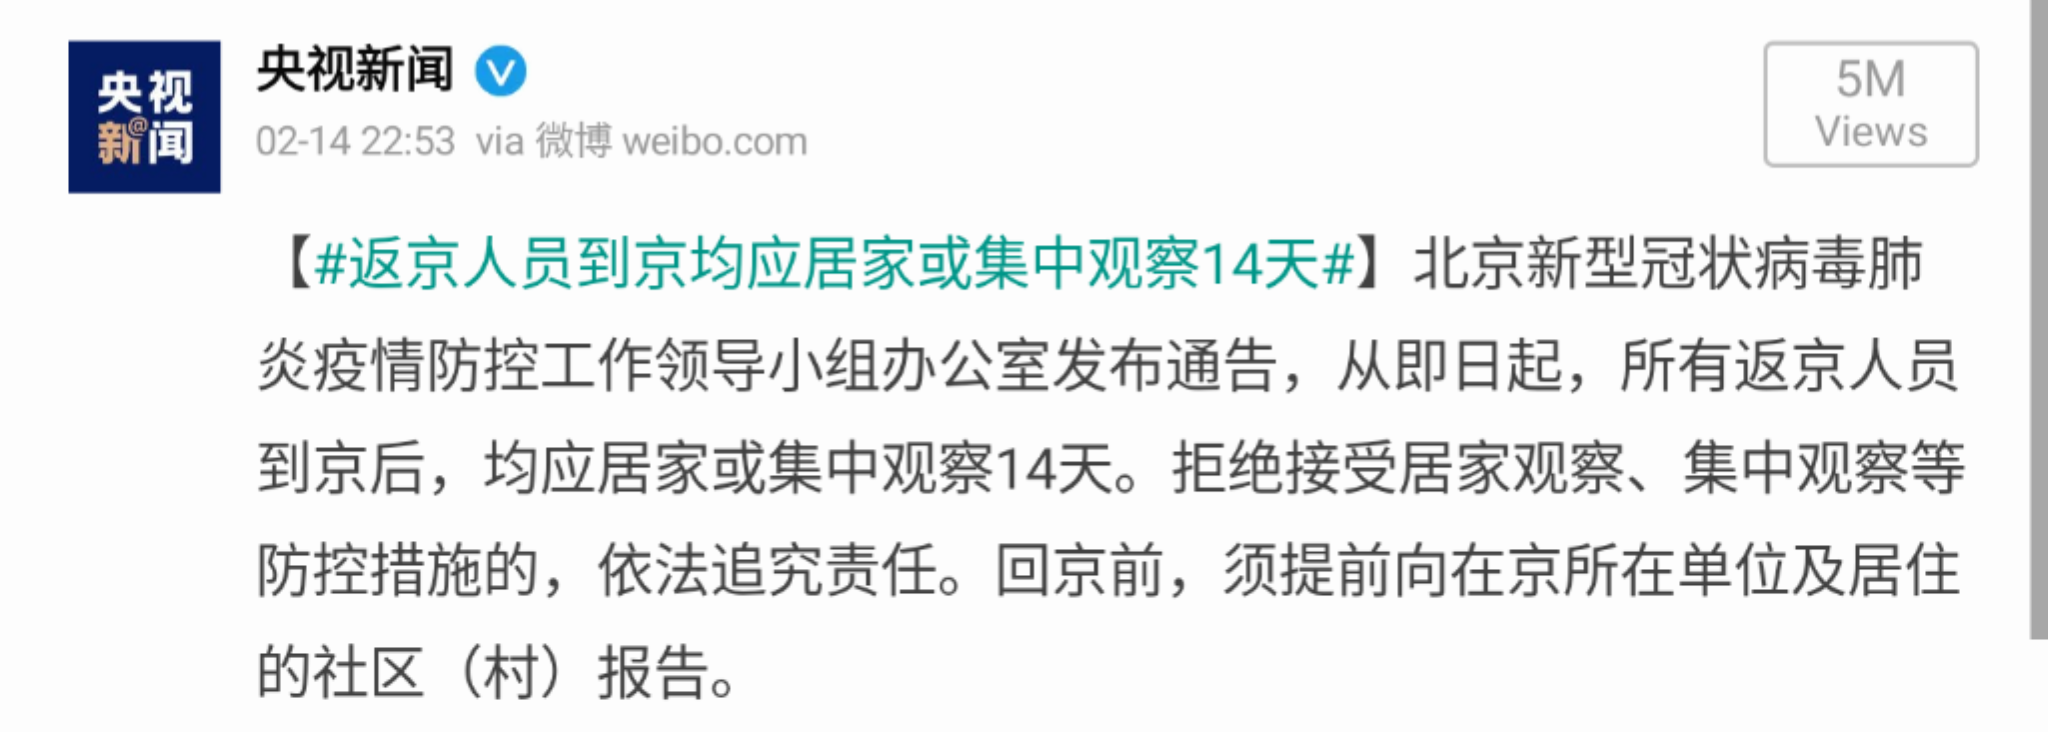 央视
新@闻
央视新闻
02-14 22:53 via 微博 weibo.com
5M
Views
【#返京人员到京均应居家或集中观察14天#】北京新型冠状病毒肺
炎疫情防控工作领导小组办公室发布通告，从即日起，所有返京人员
到京后，均应居家或集中观察14天。拒绝接受居家观察、集中观察等
防控措施的，依法追究责任。回京前，须提前向在京所在单位及居住
的社区（村）报告。